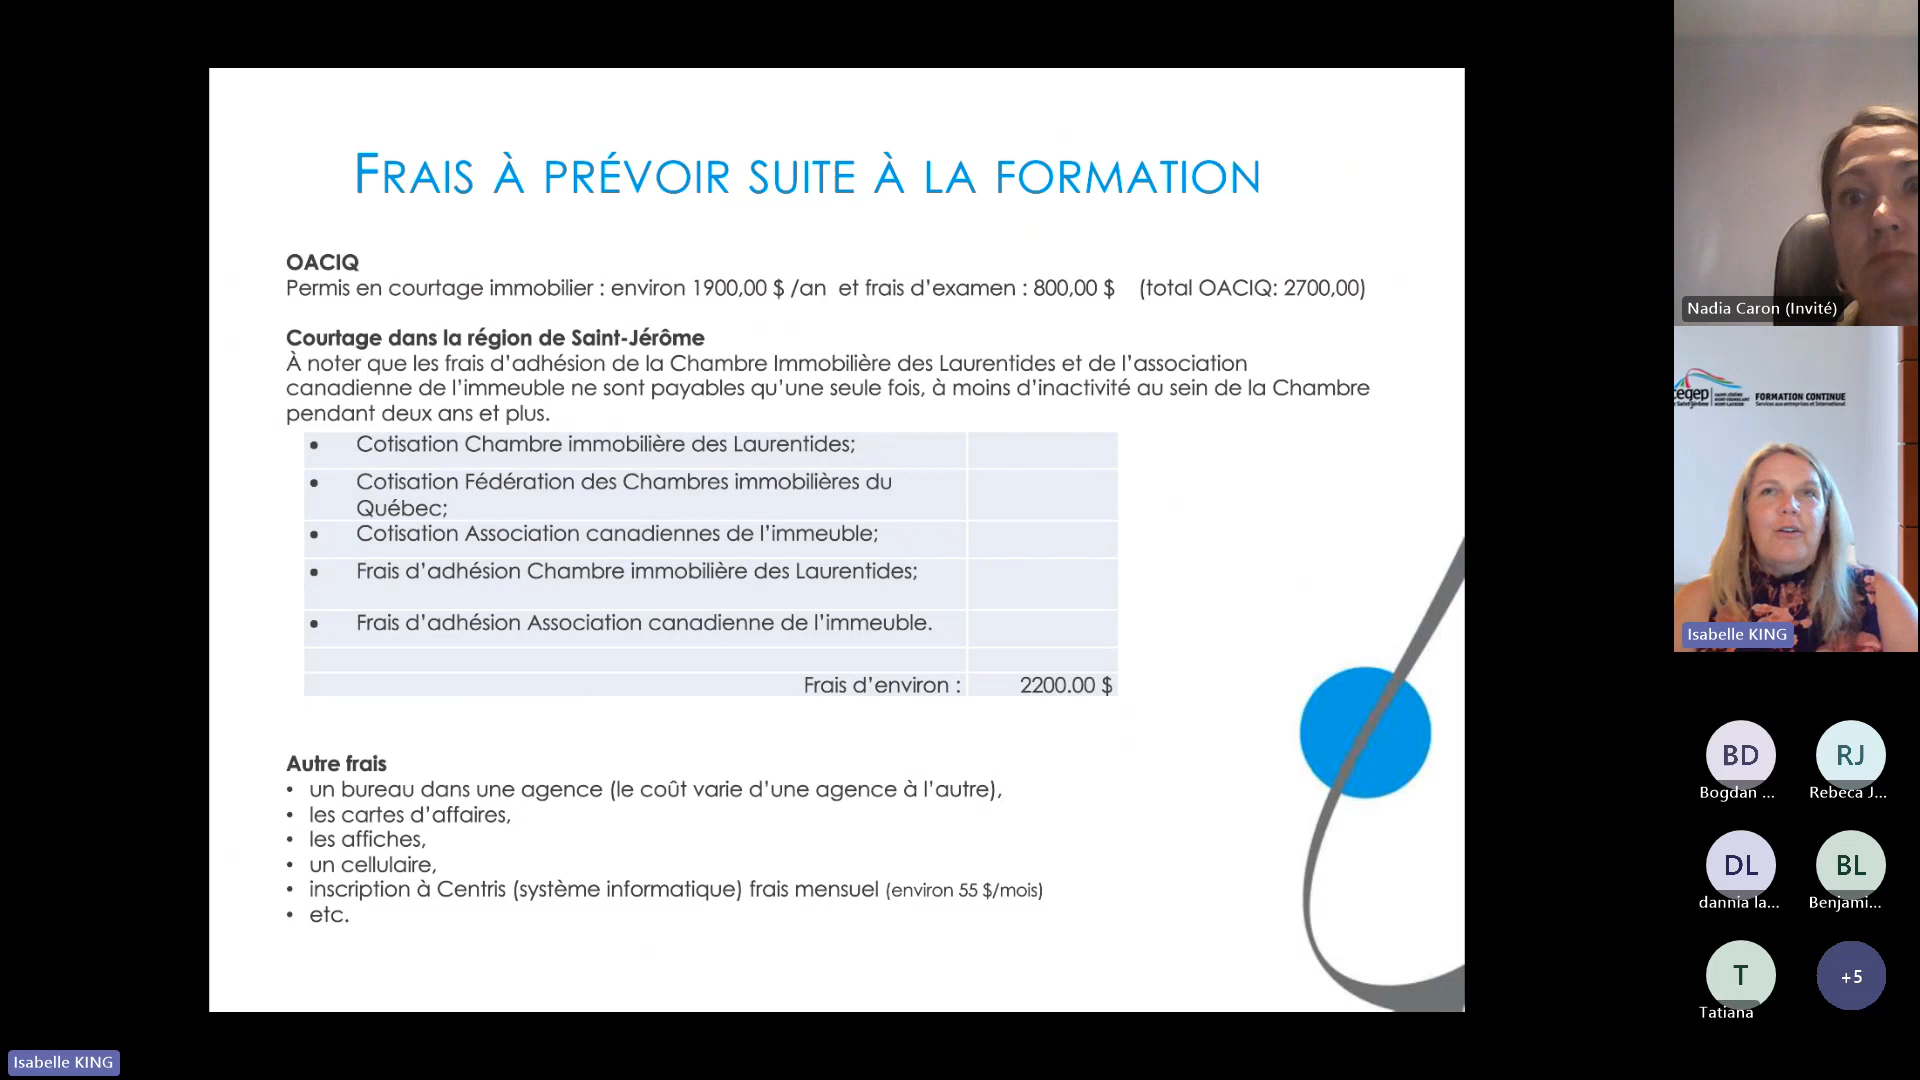 FRAIS À PRÉVOIR SUITE À LA FORMATION
OACIQ
Permis en courtage immobilier : environ 1900,00 $ /an et frais d’examen : 800,00 $ (total OACIQ: 2700,00)
Courtage dans la région de Saint-Jérôme
À noter que les frais d’adhésion de la Chambre Immobilière des Laurentides et de l’association
canadienne de l’immeuble ne sont payables qu’une seule fois, à moins d’inactivité au sein de la Chambre
pendant deux ans et plus.
• Cotisation Chambre immobilière des Laurentides;
• Cotisation Fédération des Chambres immobilières du
Québec;
• Cotisation Association canadiennes de l’immeuble;
• Frais d’adhésion Chambre immobilière des Laurentides;
• Frais d’adhésion Association canadienne de l’immeuble.
Frais d’environ : 2200.00 $
Autre frais
• un bureau dans une agence (le coût varie d’une agence à l’autre),
• les cartes d’affaires,
• les affiches,
• un cellulaire,
• inscription à Centris (système informatique) frais mensuel (environ 55 $/mois)
• etc.
Nadia Caron (Invité)
cegep
FORMATION CONTINUE
Services aux entreprises et International
Isabelle KING
BD
RJ
Bogdan ...
Rebeca J...
DL
BL
dannia la...
Benjami...
T
+5
Tatiana
Isabelle KING